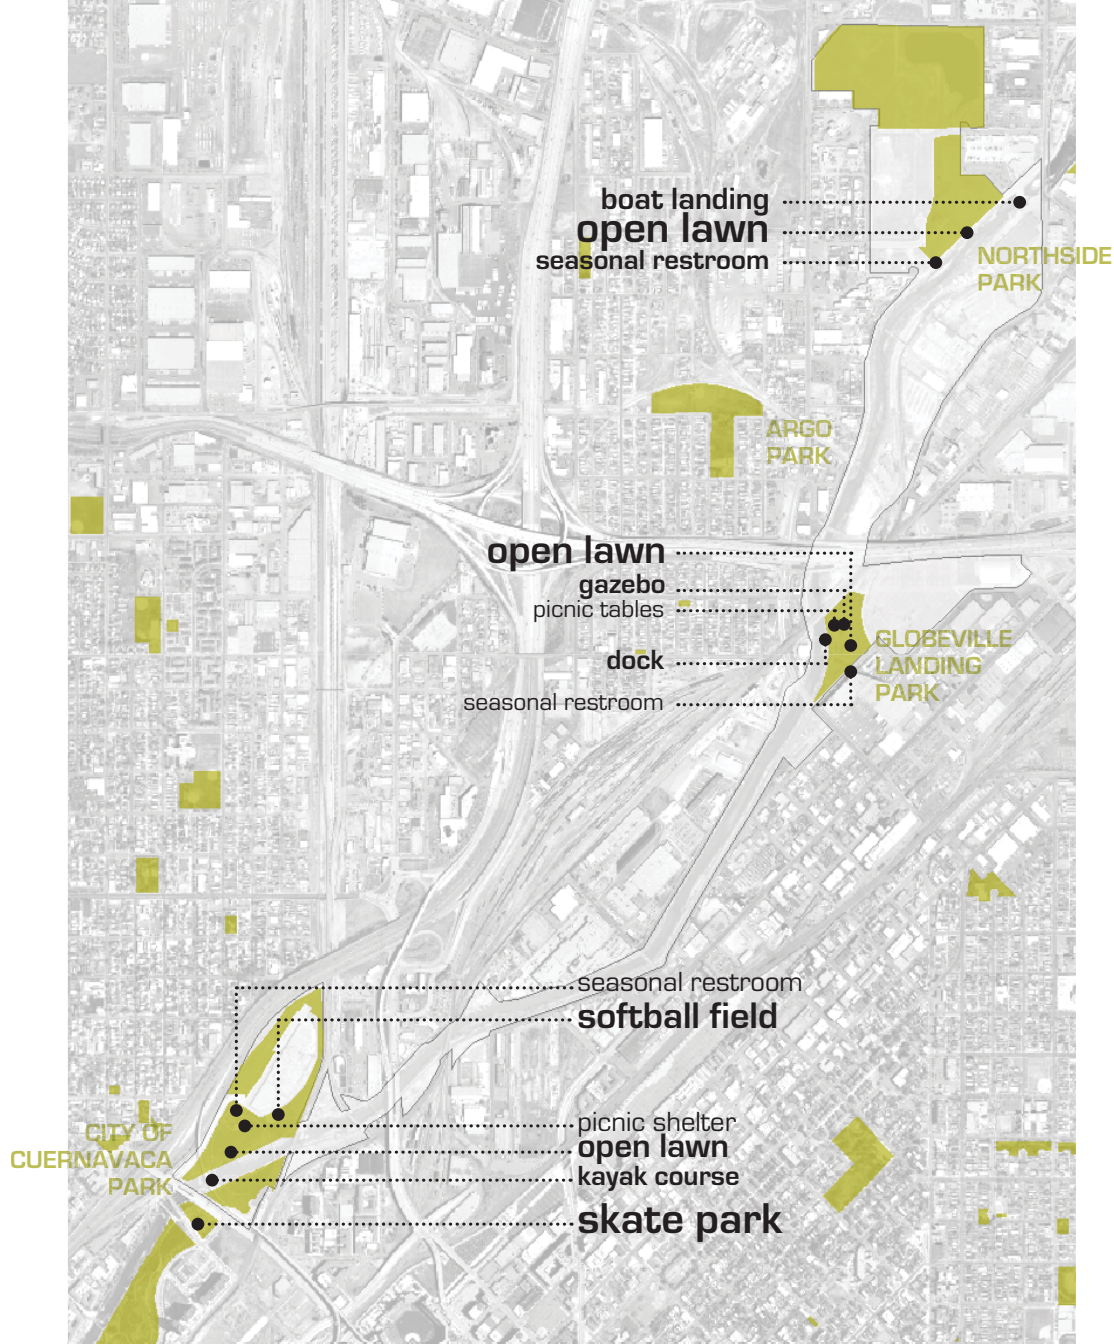 boat landing
open lawn
seasonal restroom
NORTHSIDE
PARK
ARGO
PARK
open lawn
gazebo
picnic tables
dock
seasonal restroom
GLOBEVILLE
LANDING
PARK
seasonal restroom
softball field
picnic shelter
open lawn
kayak course
skate park
CITY OF
CUERNAVACA
PARK